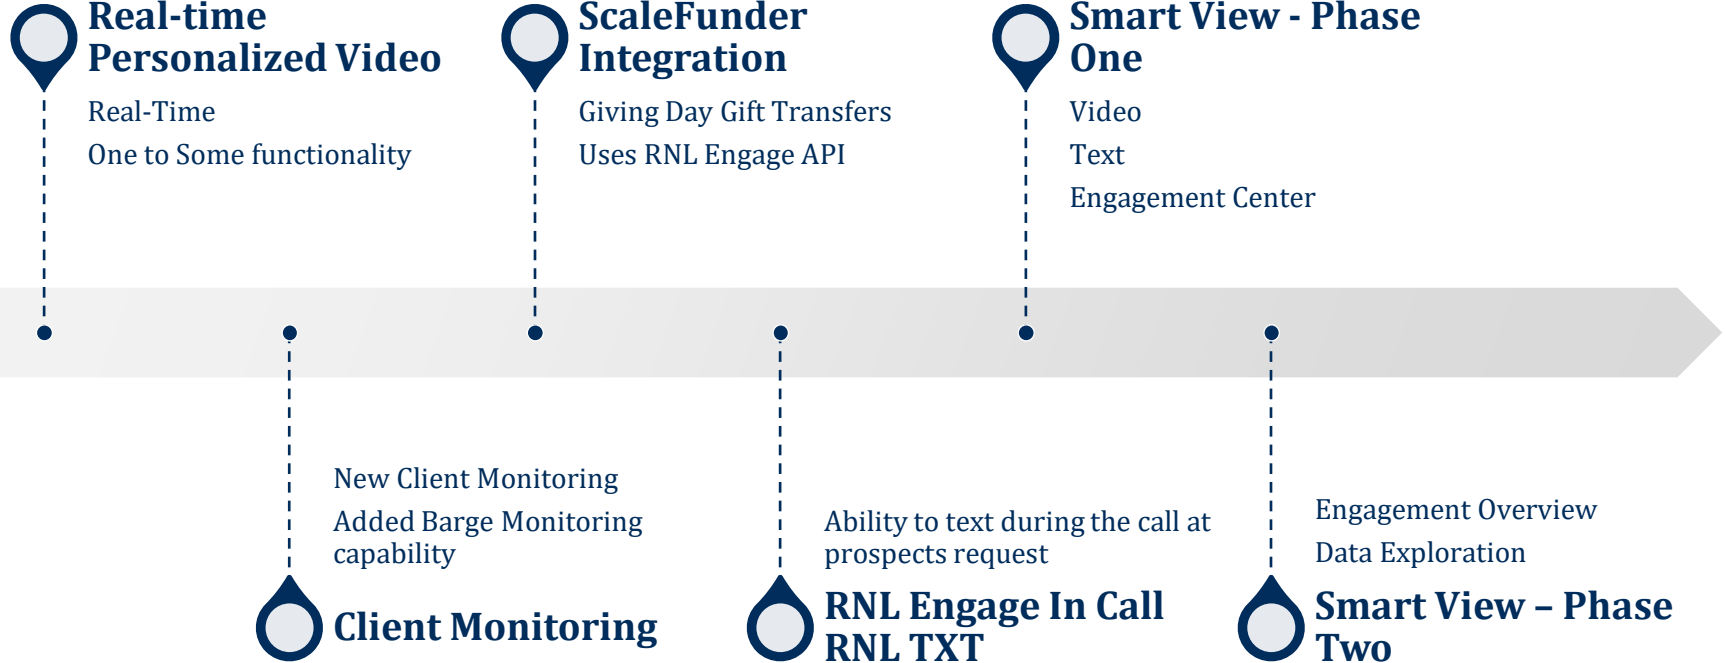 Real-time
Personalized Video
Real-Time
One to Some functionality
ScaleFunder
Integration
Giving Day Gift Transfers
Uses RNL Engage API
Smart View - Phase
One
Video
Text
Engagement Center
New Client Monitoring
Added Barge Monitoring
capability
Client Monitoring
Ability to text during the call at
prospects request
RNL Engage In Call
RNL TXT
Engagement Overview
Data Exploration
Smart View – Phase
Two